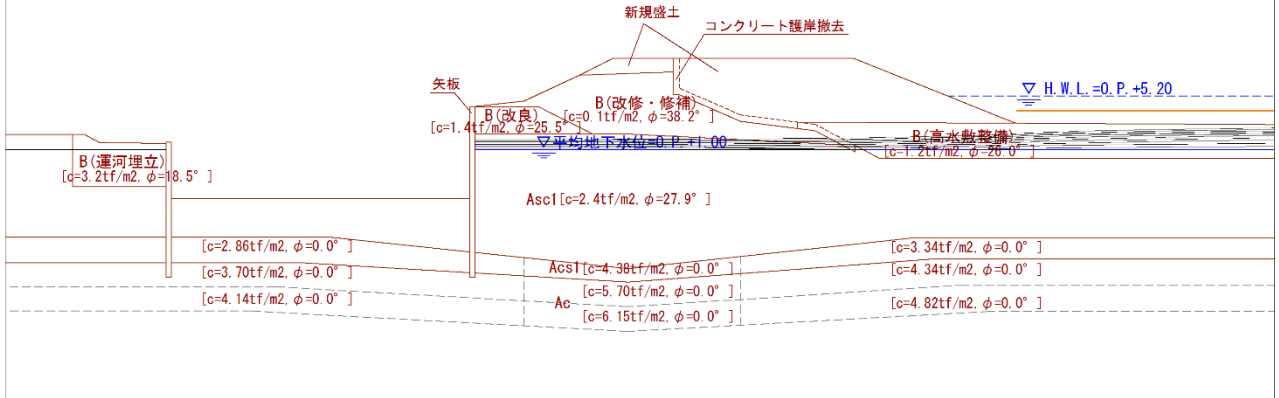 新規盛土
コンクリート護岸撤去
矢板
▽ H.W.L.=0.P.+5.20
B(改修・修補)
[c=0.1tf/m2, φ=38.2° ]
B(改良)
[c=1.4tf/m2, φ=25.5° ]
▽平均地下水位=0.P.+1.00
B(高水敷整備)
[c=1.2tf/m2, φ=26.0° ]
B(運河埋立)
[c=3.2tf/m2, φ=18.5° ]
Asc1[c=2.4tf/m2, φ=27.9° ]
[c=2.86tf/m2, φ=0.0° ]
[c=3.34tf/m2, φ=0.0° ]
Acs1[c=4.38tf/m2, φ=0.0° ]
[c=3.70tf/m2, φ=0.0° ]
[c=4.34tf/m2, φ=0.0° ]
[c=5.70tf/m2, φ=0.0° ]
Ac
[c=4.14tf/m2, φ=0.0° ]
[c=4.82tf/m2, φ=0.0° ]
[c=6.15tf/m2, φ=0.0° ]